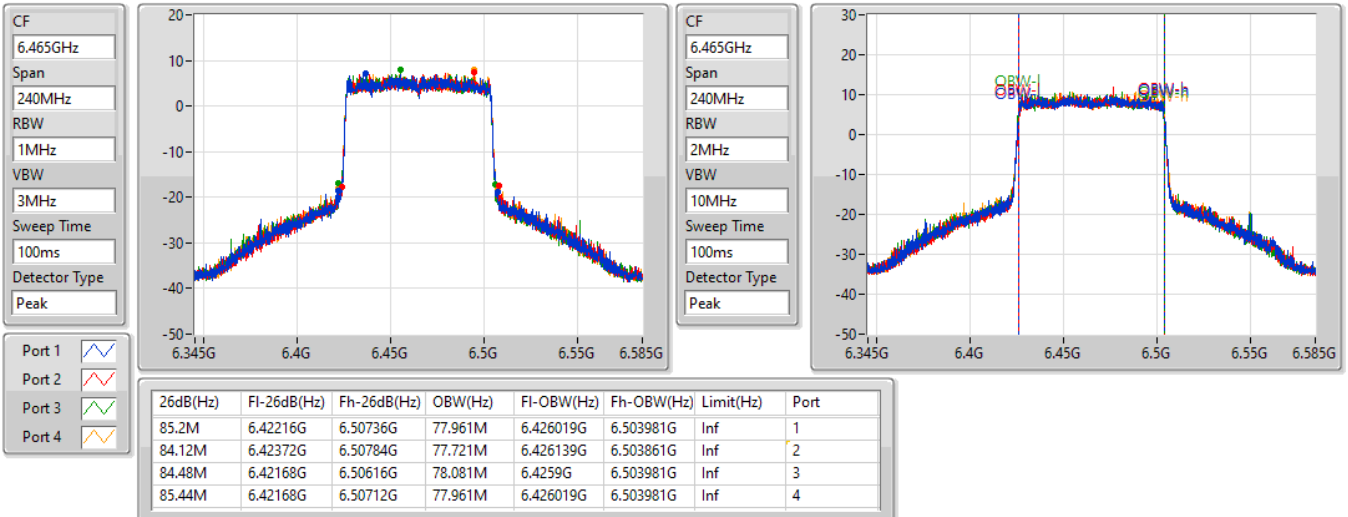 CF
6.465GHz
Span
240MHz
RBW
1MHz
VBW
3MHz
Sweep Time
100ms
Detector Type
Peak
20
10
0
-10
-20
-30
-40
-50
6.345G 6.4G 6.45G 6.5G 6.55G 6.585G
CF
6.465GHz
Span
240MHz
RBW
2MHz
VBW
10MHz
Sweep Time
100ms
Detector Type
Peak
30
20
10
0
-10
-20
-30
-40
-50
OBW-l
OBW-h
6.345G 6.4G 6.45G 6.5G 6.55G 6.585G
Port 1
Port 2
Port 3
Port 4
26dB(Hz) Fl-26dB(Hz) Fh-26dB(Hz) OBW(Hz) Fl-OBW(Hz) Fh-OBW(Hz) Limit(Hz) Port
85.2M 6.42216G 6.50736G 77.961M 6.426019G 6.503981G Inf 1
84.12M 6.42372G 6.50784G 77.721M 6.426139G 6.503861G Inf 2
84.48M 6.42168G 6.50616G 78.081M 6.4259G 6.503981G Inf 3
85.44M 6.42168G 6.50712G 77.961M 6.426019G 6.503981G Inf 4